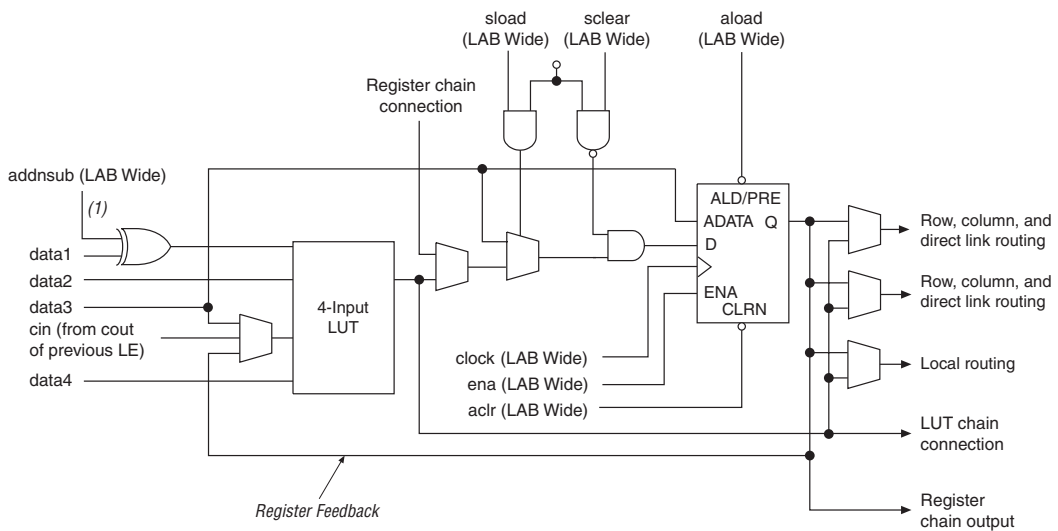 sload
(LAB Wide)
sclear
(LAB Wide)
aload
(LAB Wide)
Register chain
connection
addnsub (LAB Wide)
(1)
data1
data2
data3
cin (from cout
of previous LE)
data4
4-Input
LUT
ALD/PRE
ADATA Q
D
ENA
CLRN
clock (LAB Wide)
ena (LAB Wide)
aclr (LAB Wide)
Row, column, and
direct link routing
Row, column, and
direct link routing
Local routing
LUT chain
connection
Register
chain output
Register Feedback